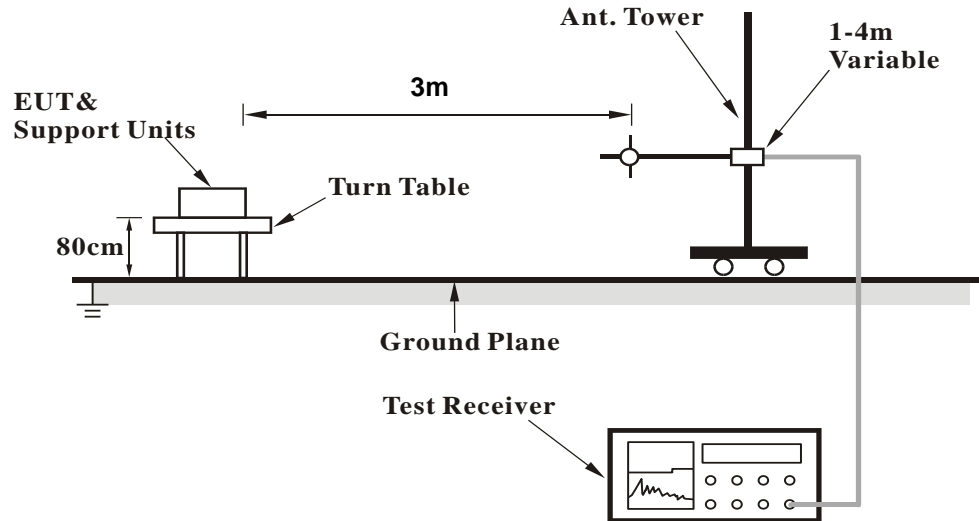 Ant. Tower
1-4m
Variable
3m
EUT&
Support Units
Turn Table
80cm
Ground Plane
Test Receiver